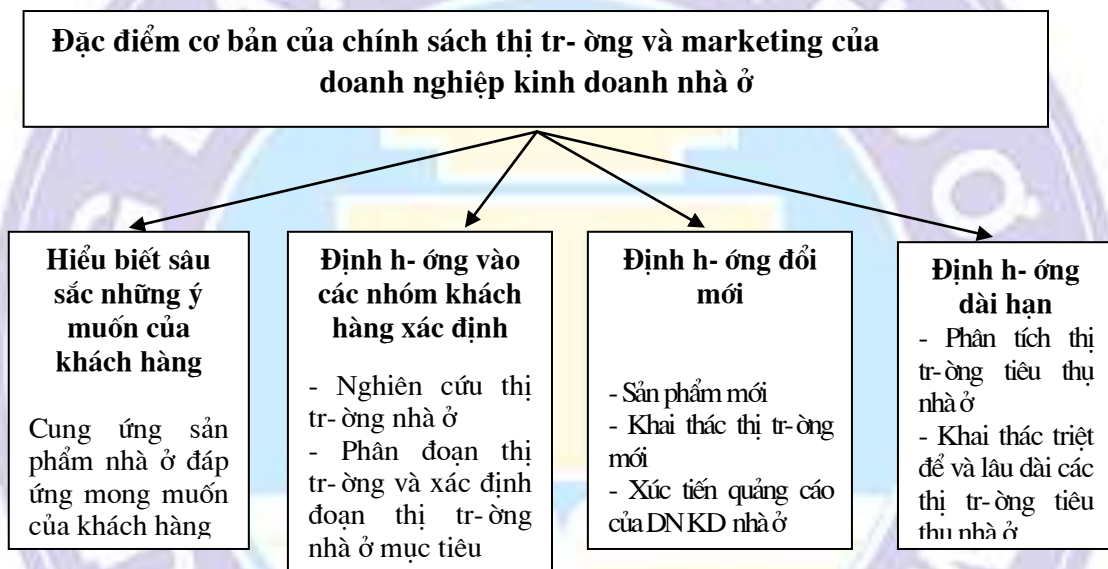 Đặc điểm cơ bản của chính sách thị tr- ờng và marketing của
doanh nghiệp kinh doanh nhà ở
Hiểu biết sâu
sắc những ý
muốn của
khách hàng
Cung ứng sản
phẩm nhà ở đáp
ứng mong muốn
của khách hàng
Định h- ớng vào
các nhóm khách
hàng xác định
- Nghiên cứu thị
tr- ờng nhà ở
- Phân đoạn thị
tr- ờng và xác định
đoạn thị tr- ờng
nhà ở mục tiêu
Định h- ớng đổi
mới
- Sản phẩm mới
- Khai thác thị tr- ờng
mới
- Xúc tiến quảng cáo
của DNKD nhà ở
Định h- ớng
dài hạn
- Phân tích thị
tr- ờng tiêu thụ
nhà ở
- Khai thác triệt
để và lâu dài các
thị tr- ờng tiêu
thụ nhà ở